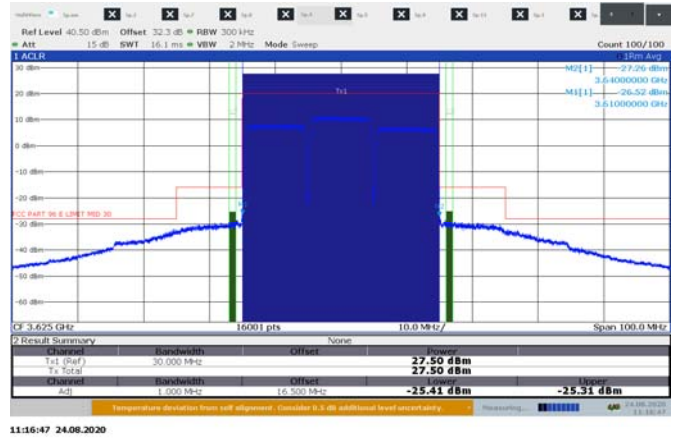 Ref Level 40.50 dBm Offset 32.3 dB RBW 300 kHz
Att 15 dB SWT 16.1 ms VBW 2 MHz Mode Sweep Count 100/100
1 ACLR 1Rm Avg
30 dBm M2[1] -27.26 dBm
3.64000000 GHz
20 dBm Tx1 M1[1] -26.52 dBm
3.61000000 GHz
10 dBm
0 dBm
-10 dBm
-20 dBm
FCC PART 96 E LIMIT MID 30
-30 dBm
-40 dBm
-50 dBm
-60 dBm
CF 3.625 GHz 16001 pts 10.0 MHz/ Span 100.0 MHz
2 Result Summary None
Channel Bandwidth Offset Power
Tx1 (Ref) 30.000 MHz 27.50 dBm
Tx Total 27.50 dBm
Channel Bandwidth Offset Lower Upper
Adj 1.000 MHz 16.500 MHz -25.41 dBm -25.31 dBm
Temperature deviation from self alignment. Consider 0.5 dB additional level uncertainty. Measuring... 24.08.2020
11:16:47
11:16:47 24.08.2020